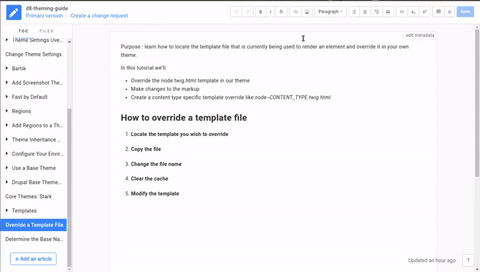 d8-theming-guide
Primary version
Create a change request
Paragraph
Save
TOC
FILES
Theme Settings Ove...
Change Theme Settings
Bartik
Add Screenshot The...
Fast by Default
Regions
Add Regions to a Th...
Theme Inheritance ...
Configure Your Envir...
Use a Base Theme
Drupal Base Theme...
Core Themes: Stark
Templates
Override a Template File
Determine the Base Na...
+ Add an article
edit metadata
Purpose : learn how to locate the template file that is currently being used to render an element and override it in your own
theme.
In this tutorial we'll:
• Override the node.twig.html template in our theme
• Make changes to the markup
• Create a content type specific template override like node--CONTENT_TYPE.twig.html
How to override a template file
1. Locate the template you wish to override
2. Copy the file
3. Change the file name
4. Clear the cache
5. Modify the template
Updated an hour ago
?